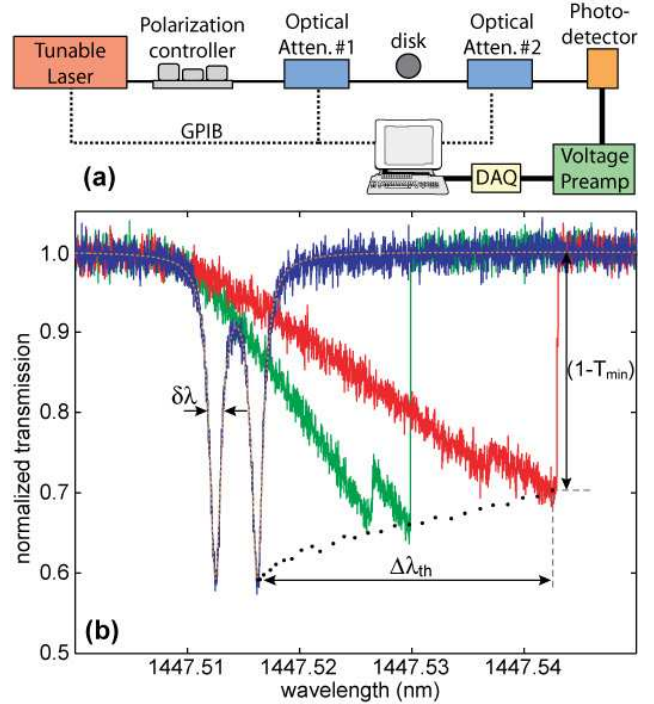 Tunable
Laser
Polarization
controller
Optical
Atten. #1
disk
Optical
Atten. #2
Photo-
detector
GPIB
DAQ
Voltage
Preamp
(a)
1.0
0.9
0.8
0.7
0.6
0.5
normalized transmission
δλ
(1-Tmin)
Δλth
(b)
1447.51
1447.52
1447.53
1447.54
wavelength (nm)